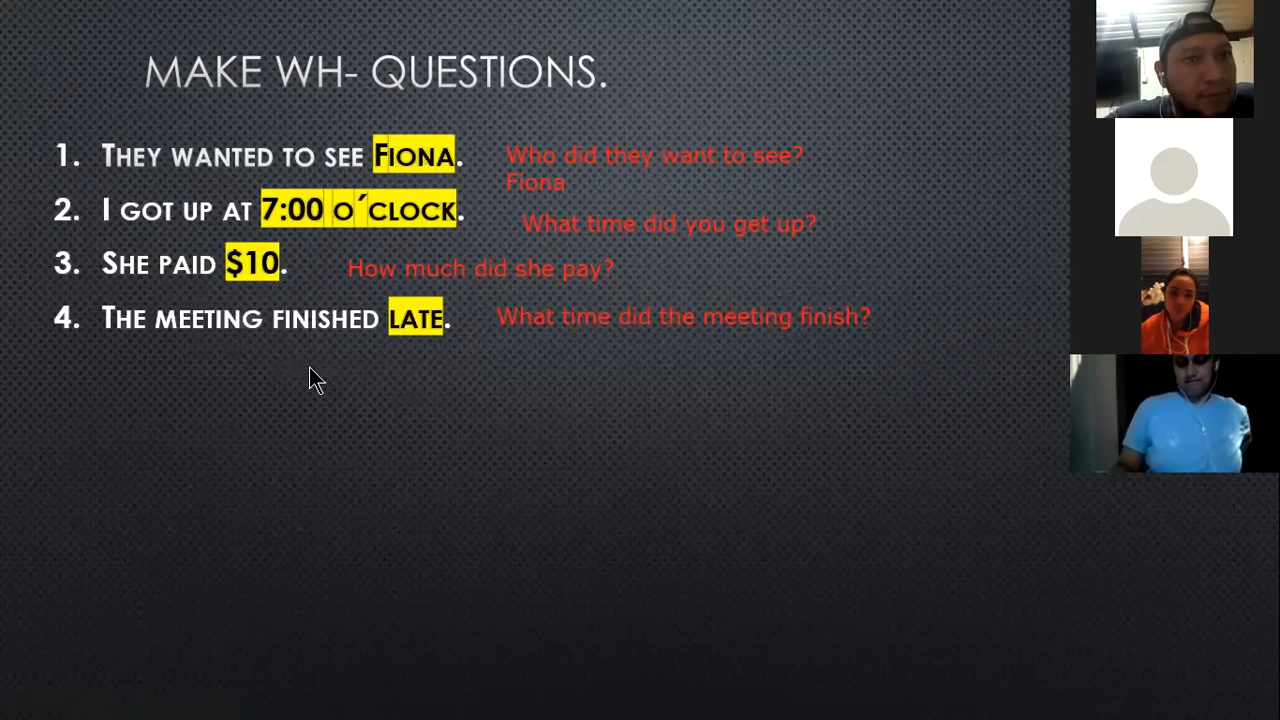 MAKE WH- QUESTIONS.
1. THEY WANTED TO SEE FIONA.
Who did they want to see?
Fiona
2. I GOT UP AT 7:00 O´CLOCK.
What time did you get up?
3. SHE PAID $10.
How much did she pay?
4. THE MEETING FINISHED LATE.
What time did the meeting finish?